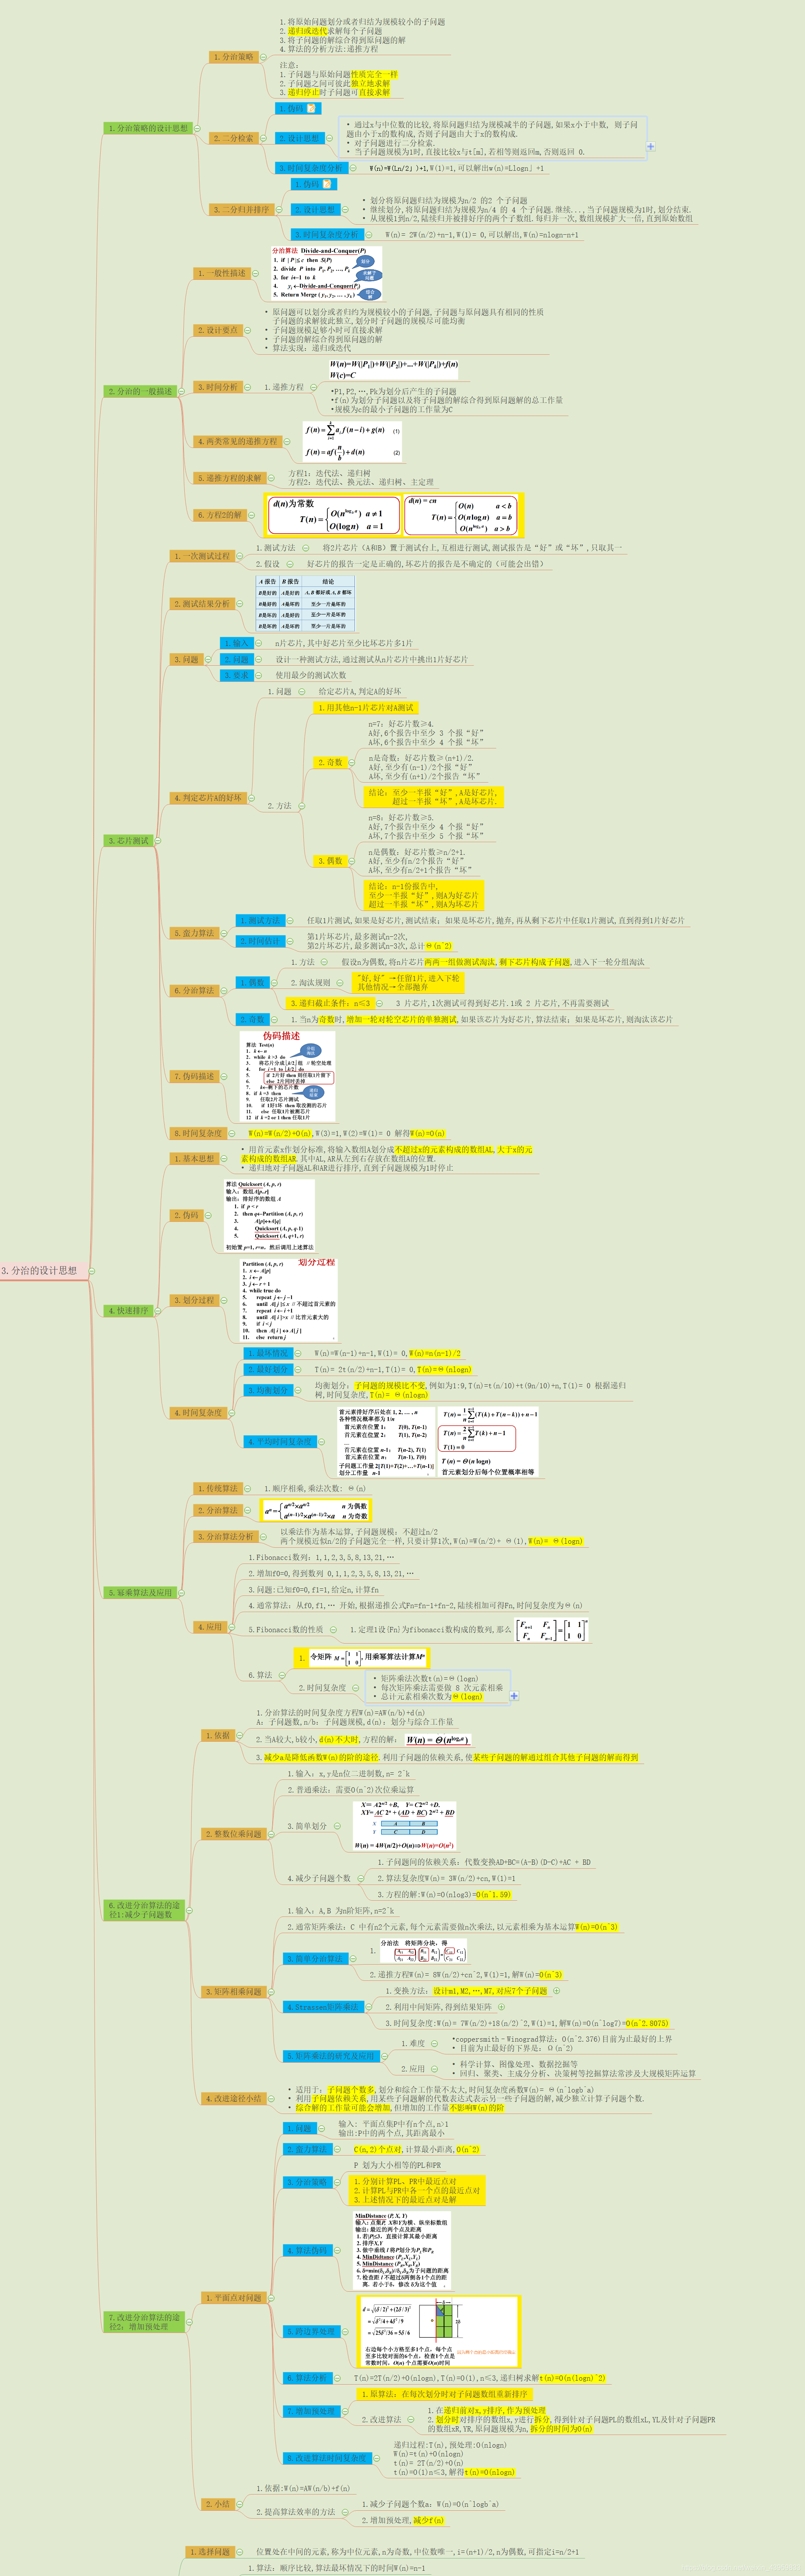 3.分治的设计思想
1.分治策略的设计思想
1.分治策略
1.将原始问题划分或者归结为规模较小的子问题
2.递归或迭代求解每个子问题
3.将子问题的解综合得到原问题的解
4.算法的分析方法:递推方程
注意:
1.子问题与原始问题性质完全一样
2.子问题之间可彼此独立地求解
3.递归停止时子问题可直接求解
2.二分检索
1.伪码
2.设计思想
• 通过x与中位数的比较,将原问题归结为规模减半的子问题,如果x小于中数, 则子问
题由小于x的数构成,否则子问题由大于x的数构成.
• 对子问题进行二分检索.
• 当子问题规模为1时,直接比较x与t[m],若相等则返回m,否则返回 0.
3.时间复杂度分析
W(n)=W(Ln/2」)+1,W(1)=1,可以解出w(n)=Llogn」+1
3.二分归并排序
1.伪码
2.设计思想
• 划分将原问题归结为规模为n/2 的2 个子问题
• 继续划分,将原问题归结为规模为n/4 的 4 个子问题.继续...,当子问题规模为1时,划分结束.
• 从规模1到n/2,陆续归并被排好序的两个子数组.每归并一次,数组规模扩大一倍,直到原始数组
3.时间复杂度分析
W(n)= 2W(n/2)+n-1,W(1)= 0,可以解出,W(n)=nlogn-n+1
2.分治的一般描述
1.一般性描述
分治算法 Divide-and-Conquer(P)
1. if |P|≤c then S(P)
2. divide P into P1, P2, …, Pk
3. for i←1 to k
4. yi←Divide-and-Conquer(Pi)
5. Return Merge (y1, y2, …, yk)
2.设计要点
• 原问题可以划分或者归约为规模较小的子问题,子问题与原问题具有相同的性质
子问题的求解彼此独立,划分时子问题的规模尽可能均衡
• 子问题规模足够小时可直接求解
• 子问题的解综合得到原问题的解
• 算法实现: 递归或迭代
3.时间分析
1.递推方程
W(n)=W(|P1|)+W(|P2|)+...+W(|Pk|)+f(n)
W(c)=C
•P1,P2,…,Pk为划分后产生的子问题
•f(n)为划分子问题以及将子问题的解综合得到原问题解的总工作量
•规模为c的最小子问题的工作量为C
4.两类常见的递推方程
f(n)=∑ai f(n-i)+g(n) (1)
f(n)=af(n/b)+d(n) (2)
5.递推方程的求解
方程1: 迭代法、递归树
方程2: 迭代法、换元法、递归树、主定理
6.方程2的解
d(n)为常数
T(n)={O(n^logb a) a≠1
O(logn) a=1
d(n)=cn
T(n)={O(n) a<b
O(nlogn) a=b
O(n^logb a) a>b
3.芯片测试
1.一次测试过程
1.测试方法
将2片芯片 (A和B) 置于测试台上,互相进行测试,测试报告是“好”或“坏”,只取其一
2.假设
好芯片的报告一定是正确的,坏芯片的报告是不确定的(可能会出错)
2.测试结果分析
A 报告 B 报告 结论
B是好的 A是好的 A, B 都好或 A, B 都坏
B是好的 A是坏的 至少一片是坏的
B是坏的 A是好的 至少一片是坏的
B是坏的 A是坏的 至少一片是坏的
3.问题
1.输入
n片芯片,其中好芯片至少比坏芯片多1片
2.问题
设计一种测试方法,通过测试从n片芯片中挑出1片好芯片
3.要求
使用最少的测试次数
4.判定芯片A的好坏
1.问题
给定芯片A,判定A的好坏
2.方法
1.用其他n-1片芯片对A测试
2.奇数
n=7: 好芯片数≥4.
A好,6个报告中至少 3 个报“好”
A坏,6个报告中至少 4 个报“坏”
n是奇数: 好芯片数≥(n+1)/2.
A好,至少有(n-1)/2个报“好”
A坏,至少有(n+1)/2个报告“坏”
结论: 至少一半报“好”,A是好芯片,
超过一半报“坏”,A是坏芯片.
3.偶数
n=8: 好芯片数≥5.
A好,7个报告中至少 4 个报“好”
A坏,7个报告中至少 5 个报“坏”
n是偶数: 好芯片数≥n/2+1.
A好,至少有n/2个报告“好”
A坏,至少有n/2+1个报告“坏”
结论: n-1份报告中,
至少一半报“好”,则A为好芯片
超过一半报“坏”,则A为坏芯片
5.蛮力算法
1.测试方法
任取1片测试,如果是好芯片,测试结束; 如果是坏芯片,抛弃,再从剩下芯片中任取1片测试,直到得到1片好芯片
2.时间估计
第1片坏芯片,最多测试n-2次,
第2片坏芯片,最多测试n-3次,总计Θ(n^2)
6.分治算法
1.偶数
1.方法
假设n为偶数,将n片芯片两两一组做测试淘汰,剩下芯片构成子问题,进入下一轮分组淘汰
2.淘汰规则
"好,好" →任留1片,进入下轮
其他情况→全部抛弃
3.递归截止条件: n≤3
3 片芯片,1次测试可得到好芯片.1或 2 片芯片,不再需要测试
2.奇数
1.当n为奇数时,增加一轮对轮空芯片的单独测试,如果该芯片为好芯片,算法结束; 如果是坏芯片,则淘汰该芯片
7.伪码描述
伪码描述
算法 Test(n)
1. k←n
2. while k>3 do
3. 将芯片分成⌊k/2⌋组 // 轮空处理
4. for i=1 to ⌊k/2⌋ do
5. if 2片好 then 则任取1片留下
6. else 2片同时丢掉
7. k←剩下的芯片数
8. if k=3 then
9. 任取2片芯片测试
10. if 1好1坏 then 取没测的芯片
11. else 任取1片被测芯片
12. if k=2 or 1 then 任取1片
8.时间复杂度
W(n)=W(n/2)+O(n),W(3)=1,W(2)=W(1)= 0 解得W(n)=O(n)
4.快速排序
1.基本思想
• 用首元素x作划分标准,将输入数组A划分成不超过x的元素构成的数组AL,大于x的元
素构成的数组AR.其中AL,AR从左到右存放在数组A的位置.
• 递归地对子问题AL和AR进行排序,直到子问题规模为1时停止
2.伪码
算法 Quicksort (A, p, r)
输入: 数组A[p..r]
输出: 排好序的数组 A
1. if p<r
2. then q←Partition (A, p, r)
3. A[p]↔A[q]
4. Quicksort (A, p, q-1)
5. Quicksort (A, q+1, r)
初始置 p=1, r=n, 然后调用上述算法
3.划分过程
划分过程
Partition (A, p, r)
1. x←A[p]
2. i←p
3. j←r+1
4. while true do
5. repeat j←j-1
6. until A[j]≤x // 不超过首元素的
7. repeat i←i+1
8. until A[i]>x // 比首元素大的
9. if i<j
10. then A[i]↔A[j]
11. else return j
4.时间复杂度
1.最坏情况
W(n)=W(n-1)+n-1,W(1)= 0,W(n)=n(n-1)/2
2.最好划分
T(n)= 2t(n/2)+n-1,T(1)= 0,T(n)=Θ(nlogn)
3.均衡划分
均衡划分: 子问题的规模比不变,例如为1:9,T(n)=t(n/10)+t(9n/10)+n,T(1)= 0 根据递归
树,时间复杂度,T(n)= Θ(nlogn)
4.平均时间复杂度
首元素排好序后处在 1, 2, … , n
各种情况概率都为 1/n
首元素在位置 1: T(0), T(n-1)
首元素在位置 2: T(1), T(n-2)
…
首元素在位置 n-1: T(n-2), T(1)
首元素在位置 n: T(n-1), T(0)
子问题工作量 2[T(1)+T(2)+…+T(n-1)]
划分工作量 n-1
T(n)=1/n ∑(T(k)+T(n-k))+n-1
T(n)=2/n ∑T(k)+n-1
T(1)=0
T(n)=Θ(n logn)
首元素划分后每个位置概率相等
5.幂乘算法及应用
1.传统算法
1.顺序相乘,乘法次数: Θ(n)
2.分治算法
a^n={a^(n/2)×a^(n/2) n 为偶数
a^((n-1)/2)×a^((n-1)/2)×a n 为奇数
3.分治算法分析
以乘法作为基本运算,子问题规模: 不超过n/2
两个规模近似n/2的子问题完全一样,只要计算1次,W(n)=W(n/2)+ Θ(1),W(n)= Θ(logn)
4.应用
1.Fibonacci数列: 1,1,2,3,5,8,13,21,…
2.增加f0=0,得到数列 0,1,1,2,3,5,8,13,21,…
3.问题:已知f0=0,f1=1,给定n,计算fn
4.通常算法: 从f0,f1,… 开始,根据递推公式Fn=fn-1+fn-2,陆续相加可得Fn,时间复杂度为Θ(n)
5.Fibonacci数的性质
1.定理1设{Fn}为fibonacci数构成的数列,那么
[Fn+1 Fn
Fn Fn-1]=[1 1
1 0]^n
6.算法
1.
令矩阵 M=[1 1
1 0], 用乘幂算法计算M^n
2.时间复杂度
• 矩阵乘法次数t(n)=Θ(logn)
• 每次矩阵乘法需要做 8 次元素相乘
• 总计元素相乘次数为Θ(logn)
6.改进分治算法的途
径1:减少子问题数
1.依据
1.分治算法的时间复杂度方程W(n)=AW(n/b)+d(n)
A: 子问题数,n/b: 子问题规模,d(n): 划分与综合工作量
2.当A较大,b较小,d(n)不大时,方程的解:
W(n)=Θ(n^logb a)
3.减少a是降低函数W(n)的阶的途径.利用子问题的依赖关系,使某些子问题的解通过组合其他子问题的解而得到
2.整数位乘问题
1.输入: x,y是n位二进制数,n= 2^k
2.普通乘法: 需要O(n^2)次位乘运算
3.简单划分
X= A2^(n/2)+B, Y= C2^(n/2)+D.
XY= AC 2^n + (AD + BC) 2^(n/2) + BD
X A B
Y C D
W(n) = 4W(n/2)+O(n)⇒W(n)=O(n²)
4.减少子问题个数
1.子问题间的依赖关系: 代数变换AD+BC=(A-B)(D-C)+AC + BD
2.算法复杂度W(n)= 3W(n/2)+cn,W(1)=1
3.方程的解:W(n)=O(nlog3)=O(n^1.59)
3.矩阵相乘问题
1.输入: A,B 为n阶矩阵,n=2^k
2.通常矩阵乘法: C 中有n2个元素,每个元素需要做n次乘法,以元素相乘为基本运算W(n)=O(n^3)
3.简单分治算法
1.
分治法 将矩阵分块, 得
2.递推方程W(n)= 8W(n/2)+cn^2,W(1)=1,解W(n)=O(n^3)
4.Strassen矩阵乘法
1.变换方法: 设计m1,M2,…,M7,对应7个子问题
2.利用中间矩阵,得到结果矩阵
3.时间复杂度:W(n)= 7W(n/2)+18(n/2)^2,W(1)=1,解W(n)=O(n^log7)=O(n^2.8075)
5.矩阵乘法的研究及应用
1.难度
•coppersmith–Winograd算法: O(n^2.376)目前为止最好的上界
• 目前为止最好的下界是: Ω(n^2)
2.应用
• 科学计算、图像处理、数据挖掘等
• 回归、聚类、主成分分析、决策树等挖掘算法常涉及大规模矩阵运算
4.改进途径小结
• 适用于: 子问题个数多,划分和综合工作量不太大,时间复杂度函数W(n)= Θ(n^logb^a)
• 利用子问题依赖关系,用某些子问题解的代数表达式表示另一些子问题的解,减少独立计算子问题个数.
• 综合解的工作量可能会增加,但增加的工作量不影响W(n)的阶
7.改进分治算法的途
径2: 增加预处理
1.平面点对问题
1.问题
输入: 平面点集P中有n个点,n>1
输出:P中的两个点,其距离最小
2.蛮力算法
C(n,2)个点对,计算最小距离,O(n^2)
3.分治策略
P 划为大小相等的PL和PR
1.分别计算PL、PR中最近点对
2.计算PL与PR中各一个点的最近点对
3.上述情况下的最近点对是解
4.算法伪码
MinDistance (P, X, Y)
输入: 点集P, X和Y为横、纵坐标数组
输出: 最近的两个点及距离
1. 若|P|≤3, 直接计算其最小距离
2. 排序X,Y
3. 做中垂线 l 将P划分为PL和PR
4. MinDistance (PL,XL,YL)
5. MinDistance (PR,XR,YR)
6. δ=min(δL,δR)//δL,δR为子问题的距离
7. 检查距 l 不超过δ两侧各1个点的距
离. 若小于δ, 修改 δ为这个值
5.跨边界处理
d=√((δ/2)²+(2δ/3)²)
=√(δ²/4+4δ²/9)
=√(25δ²/36)=5δ/6
右边每个小方格至多1个点, 每个点
至多比较对面的6个点, 检查1个点是
常数时间, O(n) 个点需要O(n)时间
6.算法分析
T(n)=2T(n/2)+O(nlogn),T(n)=O(1),n≤3,递归树求解t(n)=O(n(logn)^2)
7.增加预处理
1.原算法: 在每次划分时对子问题数组重新排序
2.改进算法
1.在递归前对x,y排序,作为预处理
2.划分时对排序的数组x,y进行拆分,得到针对子问题PL的数组xL,YL及针对子问题PR
的数组xR,YR,原问题规模为n,拆分的时间为O(n)
8.改进算法时间复杂度
递归过程:T(n),预处理:O(nlogn)
W(n)=t(n)+O(nlogn)
t(n)= 2T(n/2)+O(n)
t(n)=O(1)n≤3,解得t(n)=O(nlogn)
2.小结
1.依据:W(n)=AW(n/b)+f(n)
2.提高算法效率的方法
1.减少子问题个数a: W(n)=O(n^logb^a)
2.增加预处理,减少f(n)
1.选择问题
位置处在中间的元素,称为中位元素,n为奇数,中位数唯一,i=(n+1)/2,n为偶数,可指定i=n/2+1
1.算法: 顺序比较,算法最坏情况下的时间W(n)=n-1